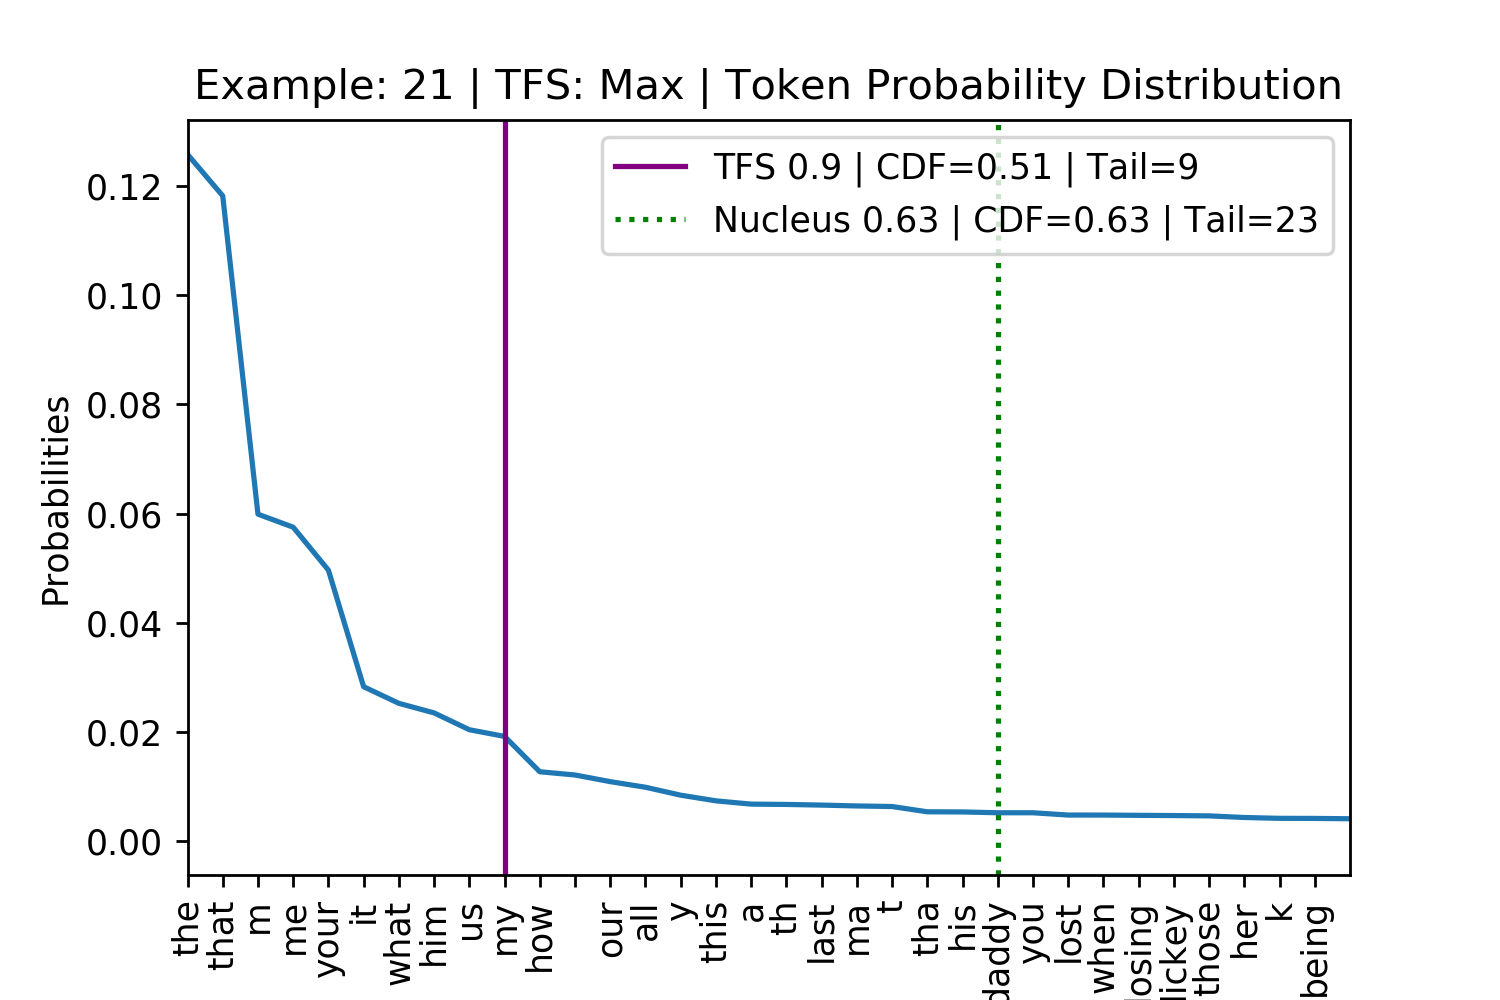 Example: 21 | TFS: Max | Token Probability Distribution
TFS 0.9 | CDF=0.51 | Tail=9
Nucleus 0.63 | CDF=0.63 | Tail=23
Probabilities
0.12
0.10
0.08
0.06
0.04
0.02
0.00
the
that
m
me
your
it
what
him
us
my
how
our
all
y
this
a
th
last
ma
t
tha
his
daddy
you
lost
when
losing
lickey
those
her
k
being